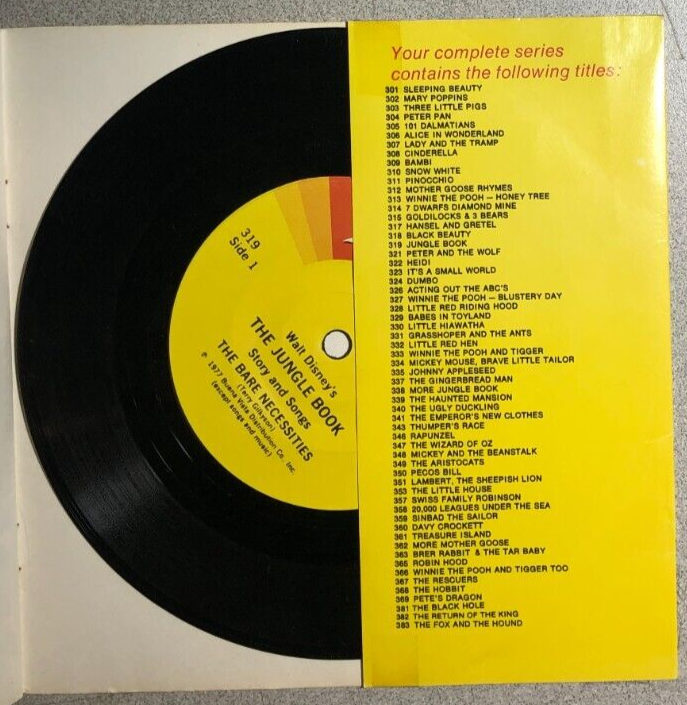 319
Side 1
Walt Disney's
THE JUNGLE BOOK
Story and Songs
THE BARE NECESSITIES
(Terry Gilkyson)
℗ 1977 Buena Vista Distribution Co., Inc.
(except songs and music)
Your complete series
contains the following titles:
301 SLEEPING BEAUTY
302 MARY POPPINS
303 THREE LITTLE PIGS
304 PETER PAN
305 101 DALMATIANS
306 ALICE IN WONDERLAND
307 LADY AND THE TRAMP
308 CINDERELLA
309 BAMBI
310 SNOW WHITE
311 PINOCCHIO
312 MOTHER GOOSE RHYMES
313 WINNIE THE POOH — HONEY TREE
314 7 DWARFS DIAMOND MINE
315 GOLDILOCKS & 3 BEARS
317 HANSEL AND GRETEL
318 BLACK BEAUTY
319 JUNGLE BOOK
321 PETER AND THE WOLF
322 HEIDI
323 IT'S A SMALL WORLD
324 DUMBO
326 ACTING OUT THE ABC'S
327 WINNIE THE POOH — BLUSTERY DAY
328 LITTLE RED RIDING HOOD
329 BABES IN TOYLAND
330 LITTLE HIAWATHA
331 GRASSHOPER AND THE ANTS
332 LITTLE RED HEN
333 WINNIE THE POOH AND TIGGER
334 MICKEY MOUSE, BRAVE LITTLE TAILOR
335 JOHNNY APPLESEED
337 THE GINGERBREAD MAN
338 MORE JUNGLE BOOK
339 THE HAUNTED MANSION
340 THE UGLY DUCKLING
341 THE EMPEROR'S NEW CLOTHES
343 THUMPER'S RACE
346 RAPUNZEL
347 THE WIZARD OF OZ
348 MICKEY AND THE BEANSTALK
349 THE ARISTOCATS
350 PECOS BILL
351 LAMBERT, THE SHEEPISH LION
353 THE LITTLE HOUSE
357 SWISS FAMILY ROBINSON
358 20,000 LEAGUES UNDER THE SEA
359 SINBAD THE SAILOR
360 DAVY CROCKETT
361 TREASURE ISLAND
362 MORE MOTHER GOOSE
363 BRER RABBIT & THE TAR BABY
365 ROBIN HOOD
366 WINNIE THE POOH AND TIGGER TOO
367 THE RESCUERS
368 THE HOBBIT
369 PETE'S DRAGON
381 THE BLACK HOLE
382 THE RETURN OF THE KING
383 THE FOX AND THE HOUND